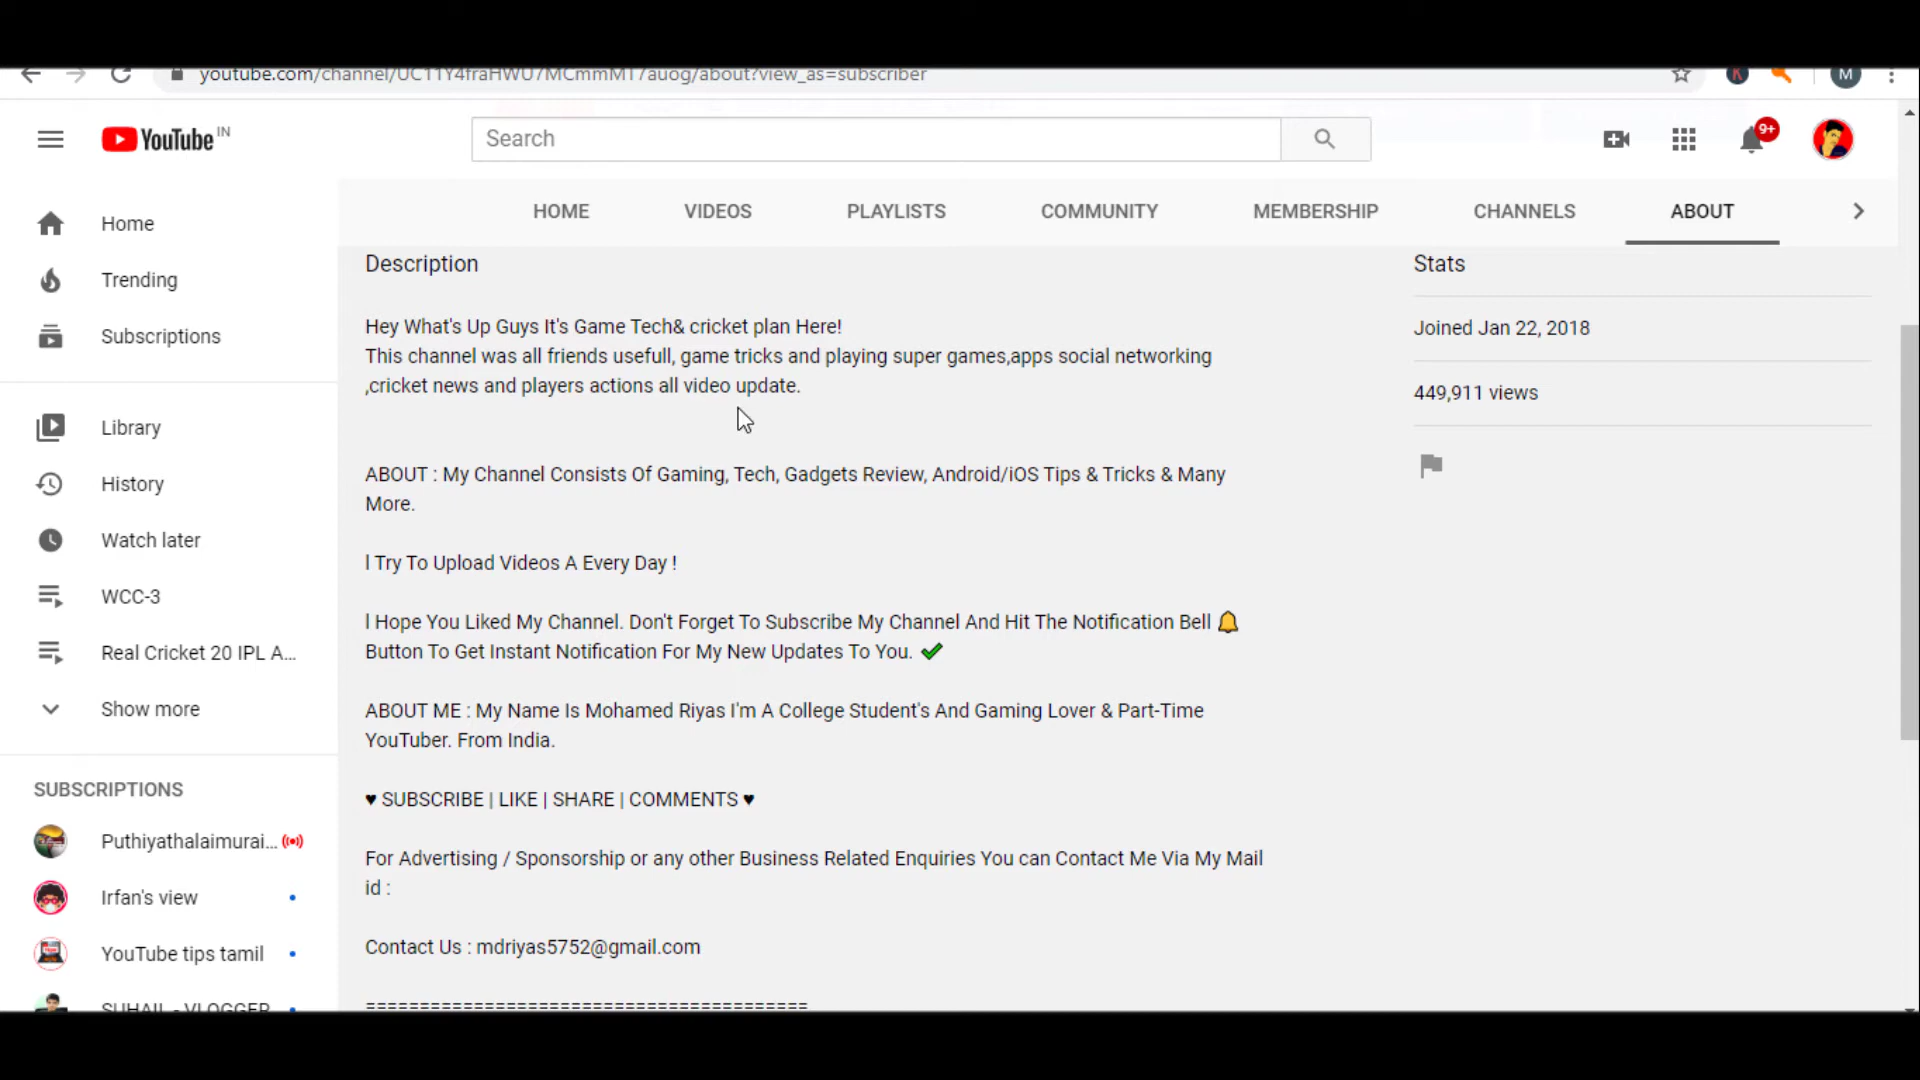 youtube.com/channel/UC11Y4fraHWU7MCmmMT7auog/about?view_as=subscriber
K
M
YouTube IN
Search
9+
HOME
VIDEOS
PLAYLISTS
COMMUNITY
MEMBERSHIP
CHANNELS
ABOUT
Home
Trending
Subscriptions
Library
History
Watch later
WCC-3
Real Cricket 20 IPL A...
Show more
SUBSCRIPTIONS
Puthiyathalaimurai...
Irfan's view
YouTube tips tamil
SUHAIL - VLOGGER
Description
Hey What's Up Guys It's Game Tech& cricket plan Here!
This channel was all friends usefull, game tricks and playing super games,apps social networking
,cricket news and players actions all video update.
ABOUT : My Channel Consists Of Gaming, Tech, Gadgets Review, Android/iOS Tips & Tricks & Many
More.
l Try To Upload Videos A Every Day !
l Hope You Liked My Channel. Don't Forget To Subscribe My Channel And Hit The Notification Bell 🔔
Button To Get Instant Notification For My New Updates To You. ✔
ABOUT ME : My Name Is Mohamed Riyas I'm A College Student's And Gaming Lover & Part-Time
YouTuber. From India.
♥ SUBSCRIBE | LIKE | SHARE | COMMENTS ♥
For Advertising / Sponsorship or any other Business Related Enquiries You can Contact Me Via My Mail
id :
Contact Us : mdriyas5752@gmail.com
=========================================
Stats
Joined Jan 22, 2018
449,911 views